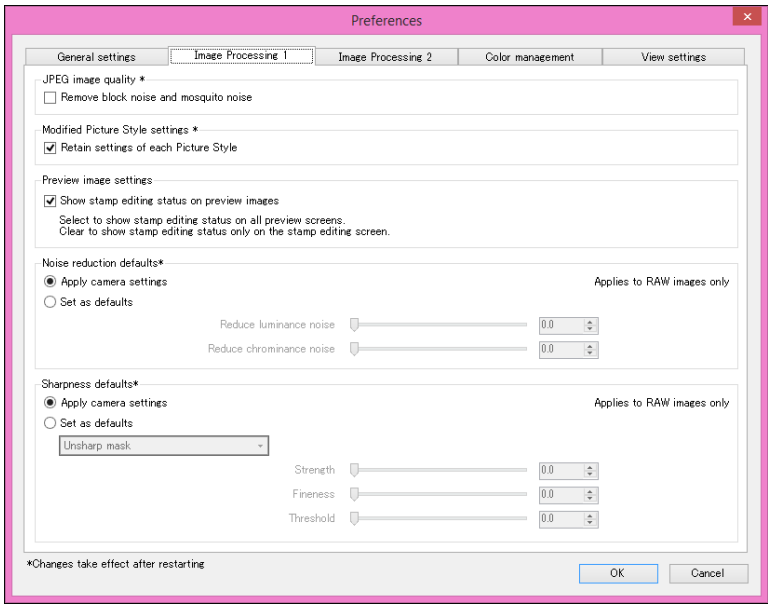 Preferences
General settings
Image Processing 1
Image Processing 2
Color management
View settings
JPEG image quality *
Remove block noise and mosquito noise
Modified Picture Style settings *
Retain settings of each Picture Style
Preview image settings
Show stamp editing status on preview images
Select to show stamp editing status on all preview screens.
Clear to show stamp editing status only on the stamp editing screen.
Noise reduction defaults*
Apply camera settings
Applies to RAW images only
Set as defaults
Reduce luminance noise
0.0
Reduce chrominance noise
0.0
Sharpness defaults*
Apply camera settings
Applies to RAW images only
Set as defaults
Unsharp mask
Strength
0.0
Fineness
0.0
Threshold
0.0
*Changes take effect after restarting
OK
Cancel